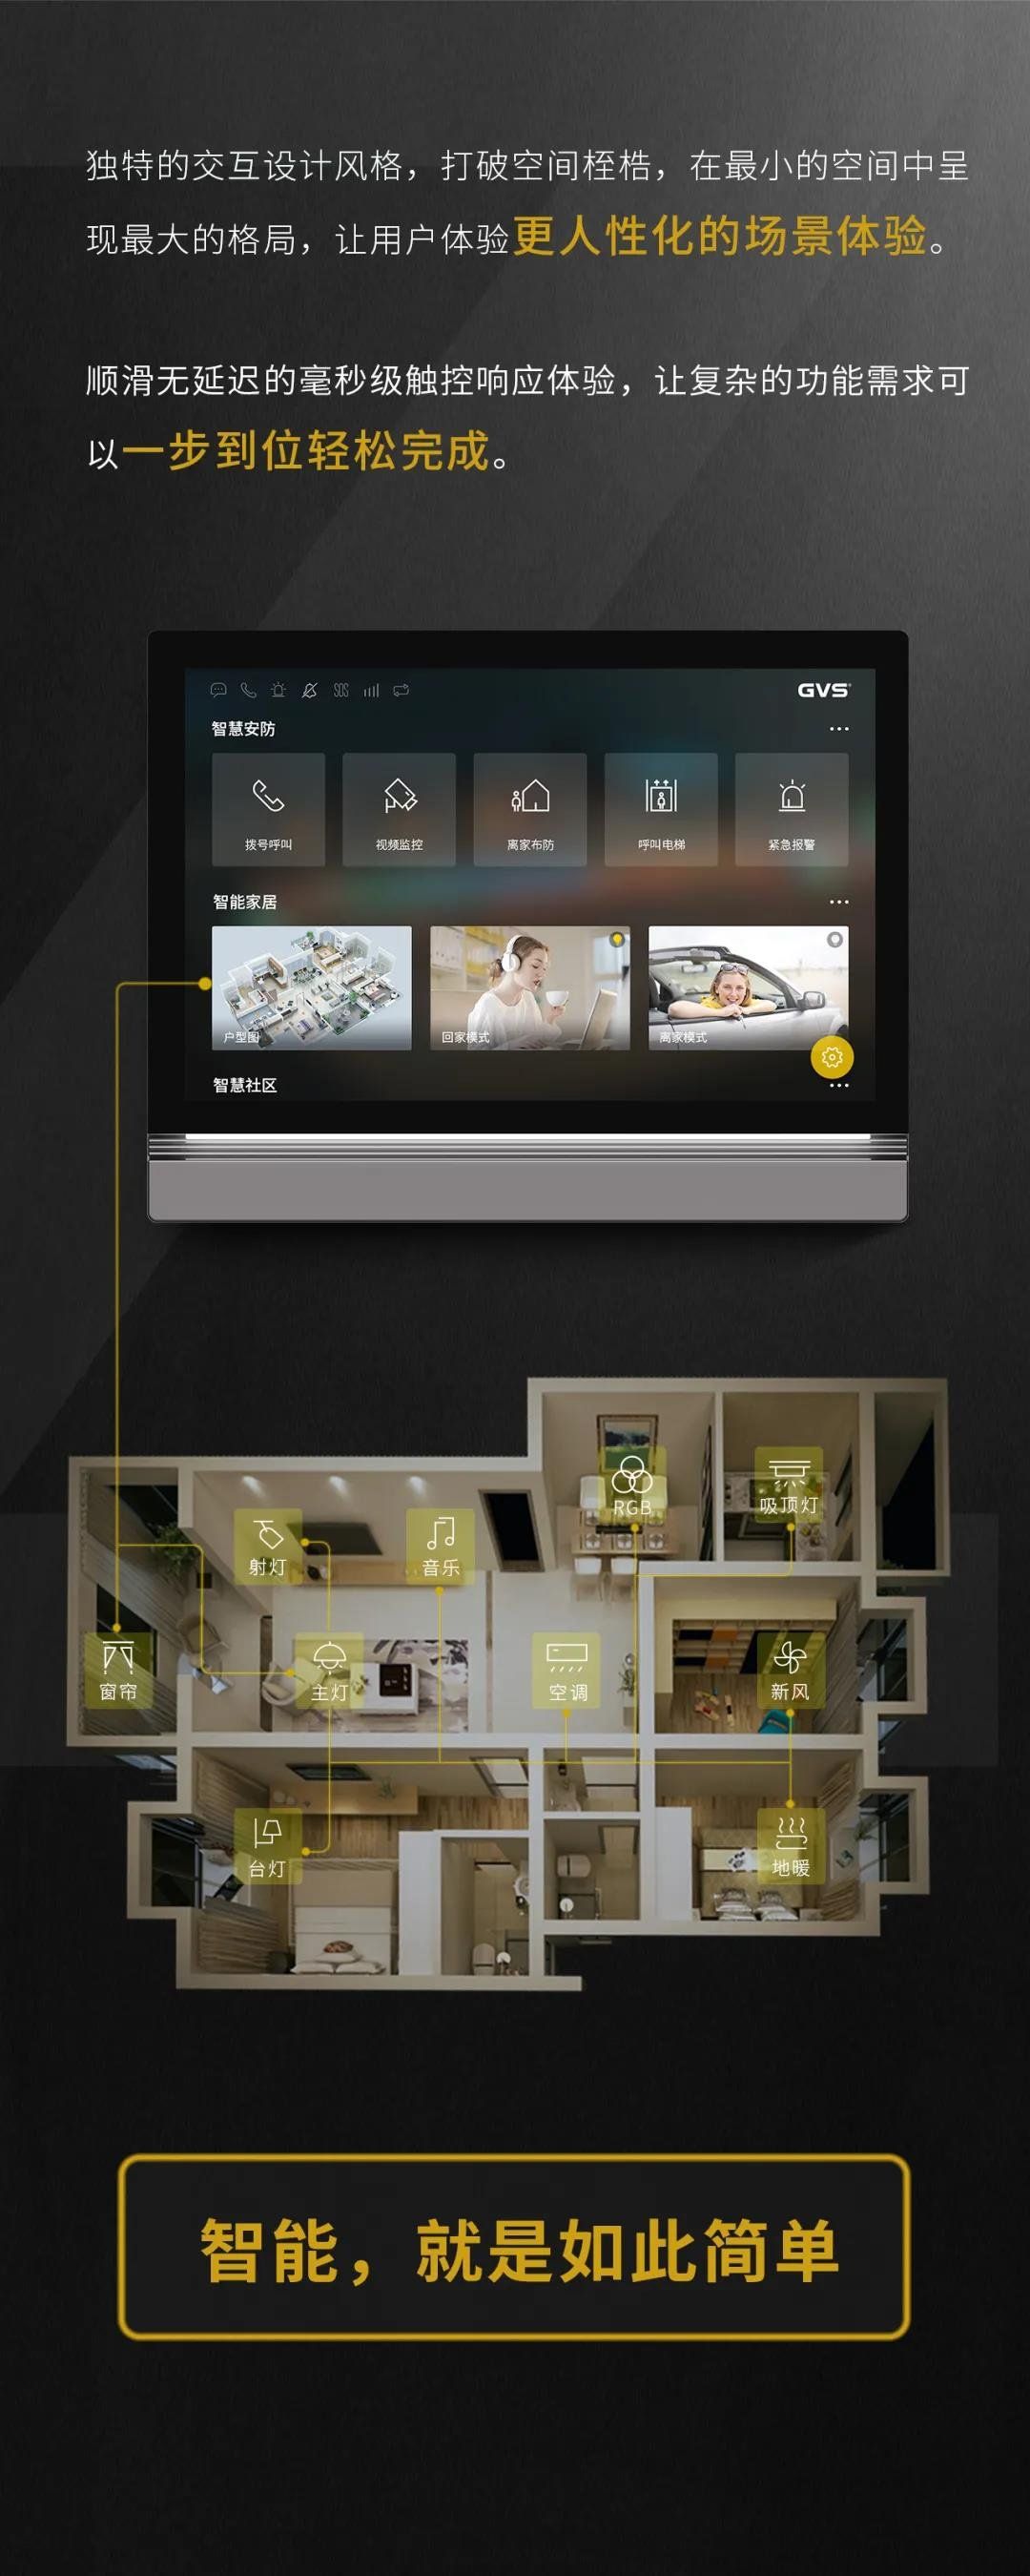 独特的交互设计风格，打破空间桎梏，在最小的空间中呈
现最大的格局，让用户体验更人性化的场景体验。
顺滑无延迟的毫秒级触控响应体验，让复杂的功能需求可
以一步到位轻松完成。
SOS
GVS
智慧安防
拨号呼叫
视频监控
离家布防
呼叫电梯
紧急报警
智能家居
户型图
回家模式
离家模式
智慧社区
RGB
吸顶灯
射灯
音乐
窗帘
主灯
空调
新风
台灯
地暖
智能，就是如此简单